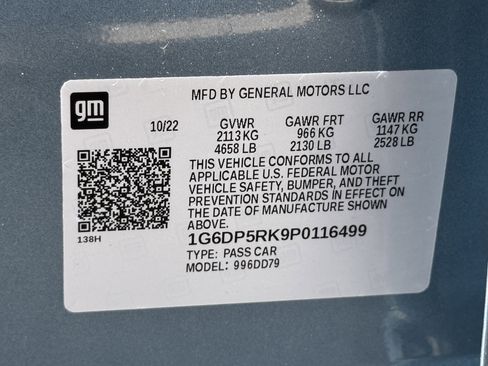 gm
MFD BY GENERAL MOTORS LLC
10/22 GVWR GAWR FRT GAWR RR
2113 KG 966 KG 1147 KG
4658 LB 2130 LB 2528 LB
THIS VEHICLE CONFORMS TO ALL
APPLICABLE U.S. FEDERAL MOTOR
VEHICLE SAFETY, BUMPER, AND THEFT
PREVENTION STANDARDS IN EFFECT ON
THE DATE OF MANUFACTURE SHOWN
ABOVE.
138H
1G6DP5RK9P0116499
TYPE: PASS CAR
MODEL: 996DD79